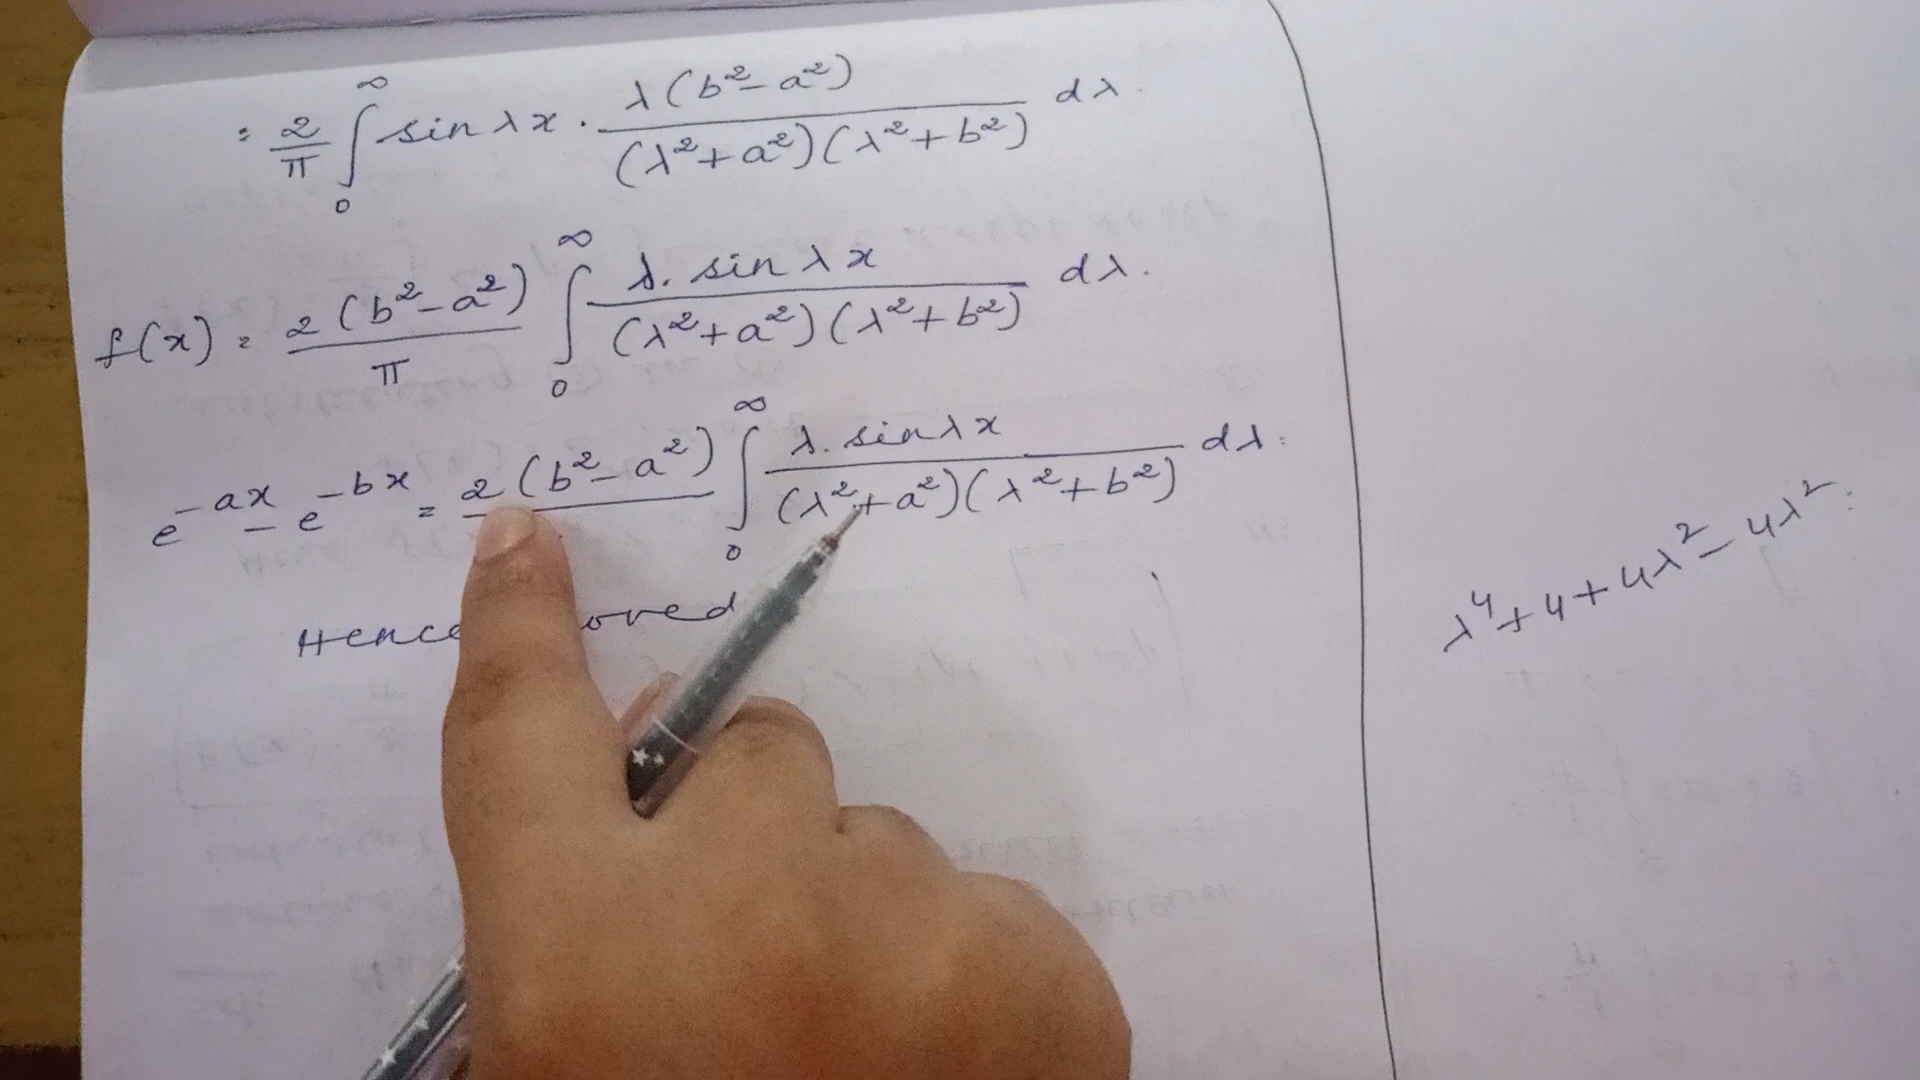 = 2/π ∫₀^∞ sin λx · λ(b²-a²)/(λ²+a²)(λ²+b²) dλ.
f(x) = 2(b²-a²)/π ∫₀^∞ λ. sin λx/(λ²+a²)(λ²+b²) dλ.
e^-ax - e^-bx = 2(b²-a²) ∫₀^∞ λ. sin λx/(λ²+a²)(λ²+b²) dλ.
Hence
λ⁴+4+4λ²-4λ².